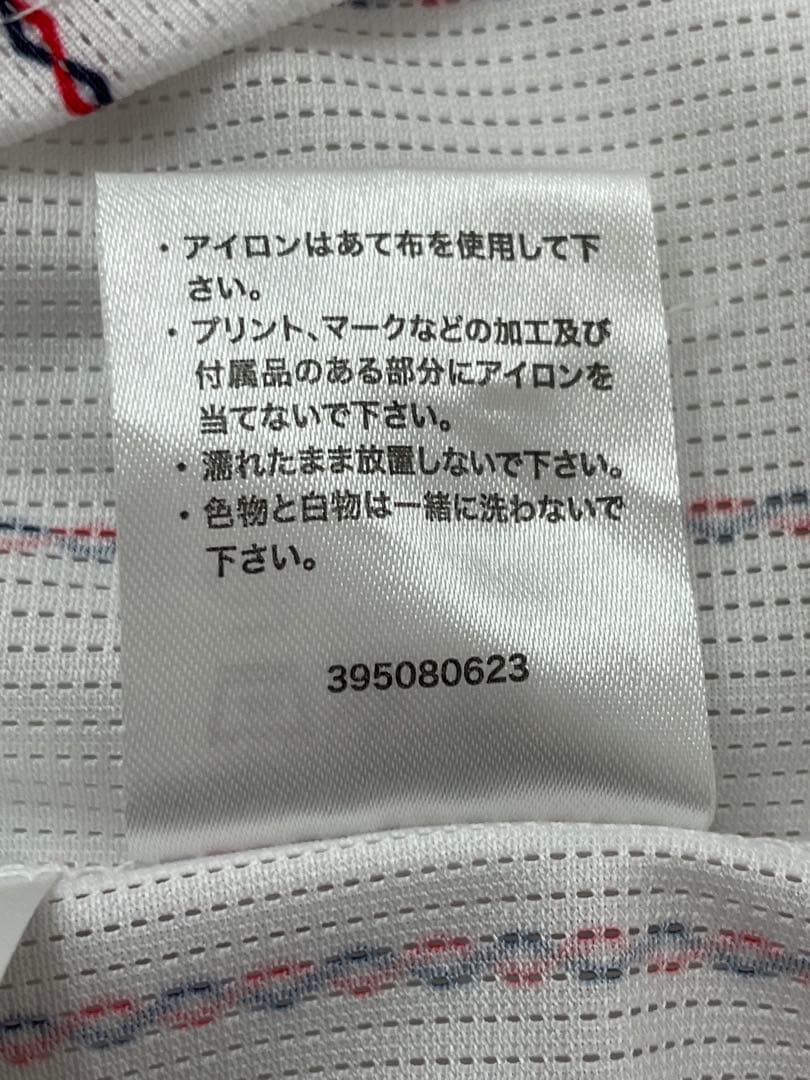 ・アイロンはあて布を使用して下
さい。
・プリント、マークなどの加工及び
付属品のある部分にアイロンを
当てないで下さい。
・濡れたまま放置しないで下さい。
・色物と白物は一緒に洗わないで
下さい。
395080623